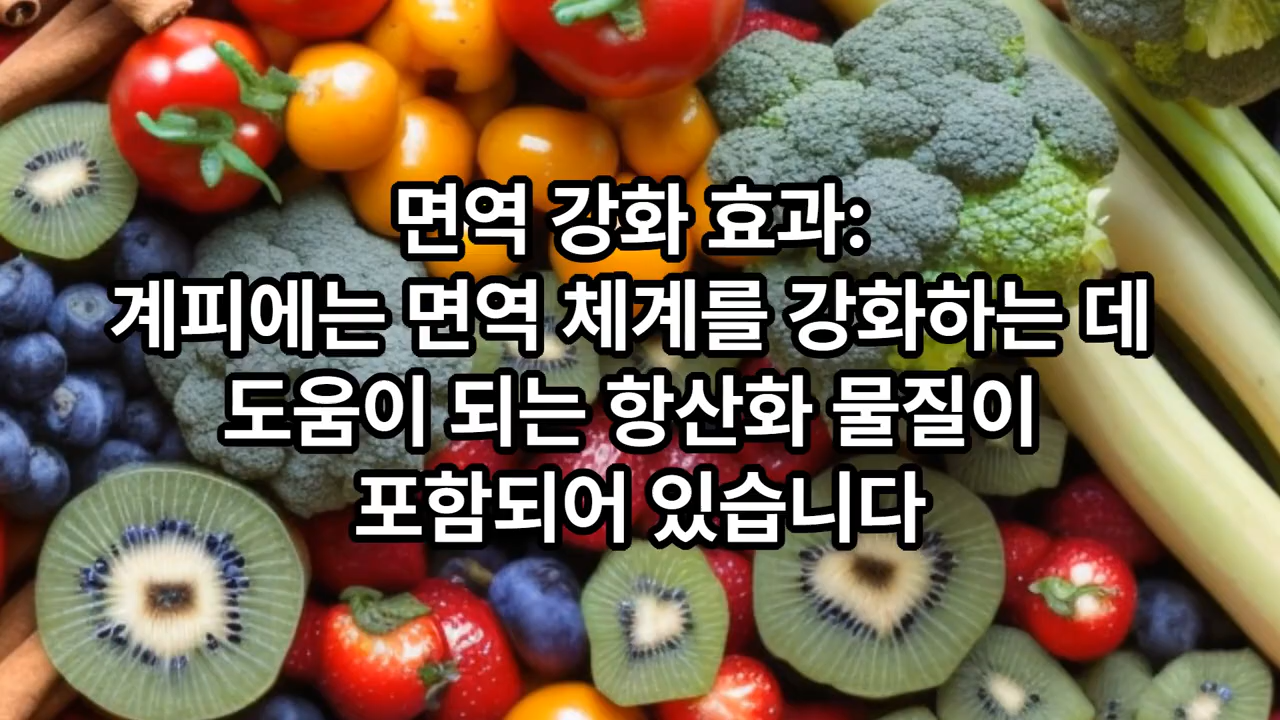 면역 강화 효과:
계피에는 면역 체계를 강화하는 데
도움이 되는 항산화 물질이
포함되어 있습니다